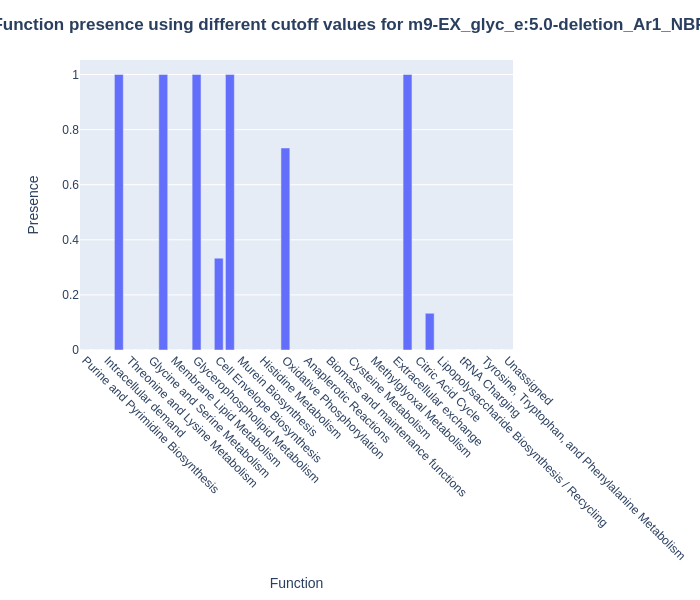 Function presence using different cutoff values for m9-EX_glyc_e:5.0-deletion_Ar1_NBR
Presence
1
0.8
0.6
0.4
0.2
0
Purine and Pyrimidine Biosynthesis
Intracellular demand
Threonine and Lysine Metabolism
Glycine and Serine Metabolism
Membrane Lipid Metabolism
Glycerophospholipid Metabolism
Cell Envelope Biosynthesis
Murein Biosynthesis
Histidine Metabolism
Oxidative Phosphorylation
Anaplerotic Reactions
Biomass and maintenance functions
Cysteine Metabolism
Methylglyoxal Metabolism
Extracellular exchange
Citric Acid Cycle
Lipopolysaccharide Biosynthesis / Recycling
tRNA Charging
Tyrosine, Tryptophan, and Phenylalanine Metabolism
Unassigned
Function